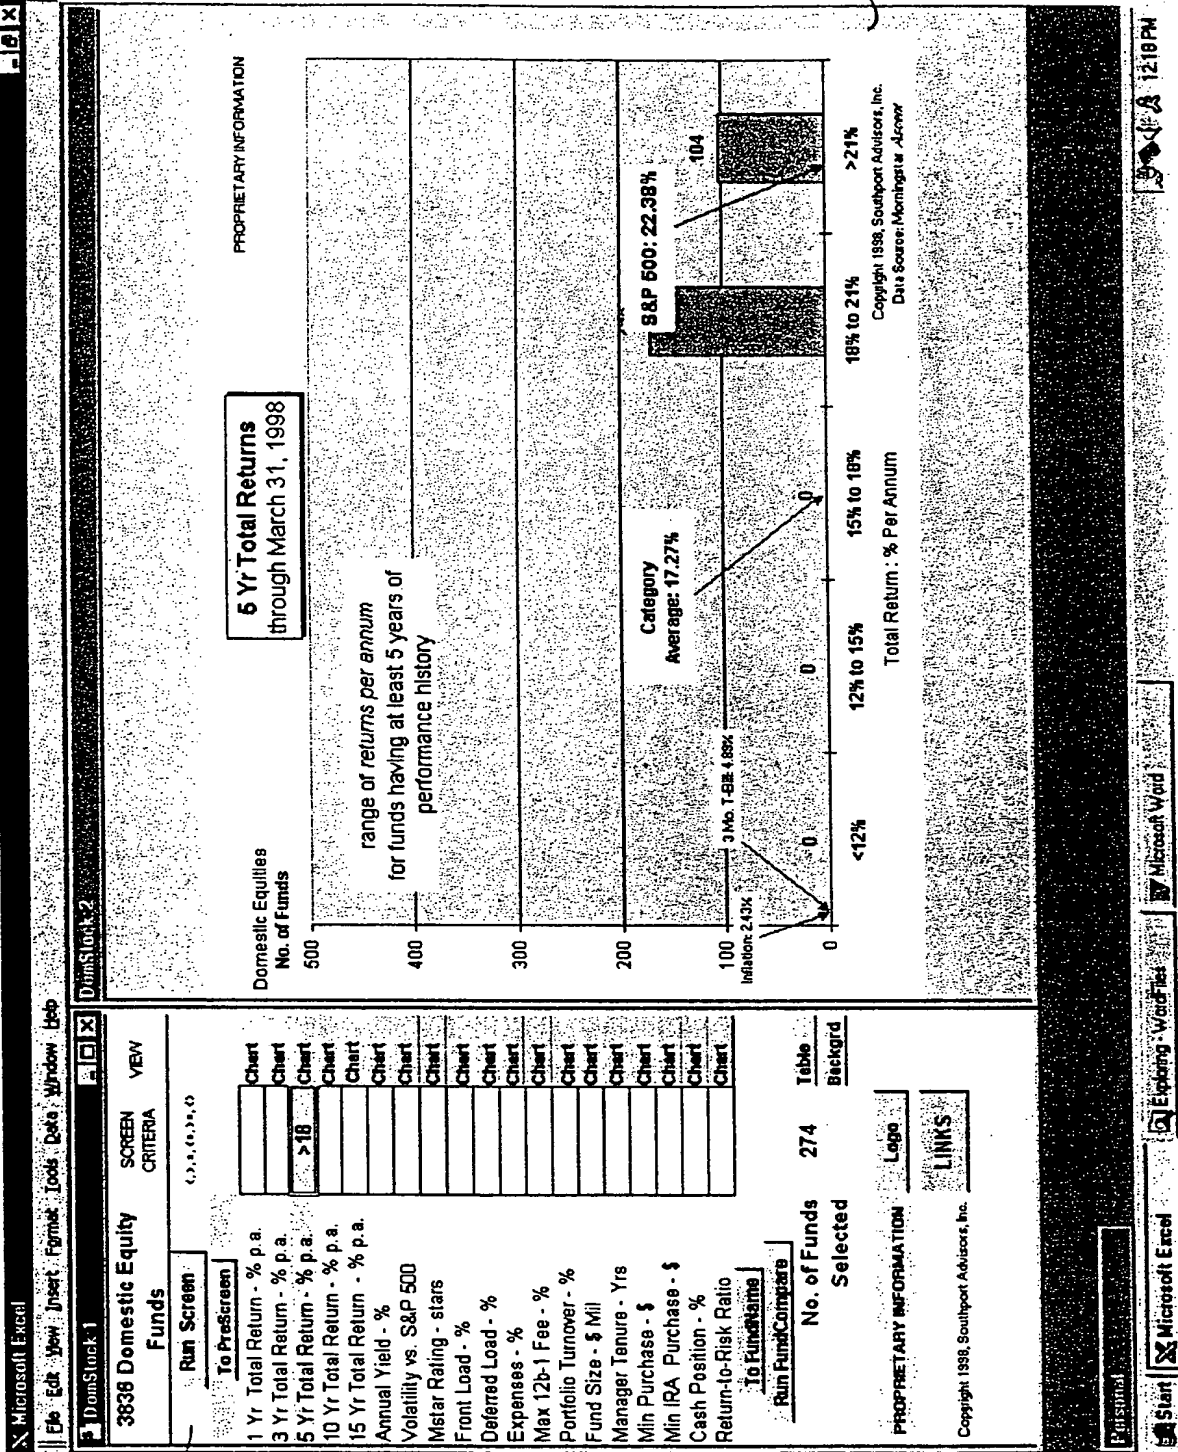 Microsoft Excel
File Edit View Insert Format Tools Data Window Help
DomStock:1
3836 Domestic Equity
Funds
SCREEN
CRITERIA
VIEW
Run Screen
To PreScreen
1 Yr Total Return - % p.a. Chart
3 Yr Total Return - % p.a. Chart
5 Yr Total Return - % p.a. >18 Chart
10 Yr Total Return - % p.a. Chart
15 Yr Total Return - % p.a. Chart
Annual Yield - % Chart
Volatility vs. S&P 500 Chart
Mstar Rating - stars Chart
Front Load - % Chart
Deferred Load - % Chart
Expenses - % Chart
Max 12b-1 Fee - % Chart
Portfolio Turnover - % Chart
Fund Size - $ Mil Chart
Manager Tenure - Yrs Chart
Min Purchase - $ Chart
Min IRA Purchase - $ Chart
Cash Position - % Chart
Return-to-Risk Ratio Chart
To FundName
Run FundCompare
No. of Funds
Selected
274
Table
Backgrd
PROPRIETARY INFORMATION
Logo
Copyright 1998, Southport Advisors, Inc.
LINKS
DomStock:2
PROPRIETARY INFORMATION
5 Yr Total Returns
through March 31, 1998
Domestic Equities
No. of Funds
range of returns per annum
for funds having at least 5 years of
performance history
500
400
300
200
100
0
Inflation: 2.43%
3 Mo. T-Bill: 4.89%
Category
Average: 17.27%
S&P 500: 22.38%
0
0
0
104
<12%
12% to 15%
15% to 18%
18% to 21%
>21%
Total Return : % Per Annum
Copyright 1998, Southport Advisors, Inc.
Data Source: Morningstar Ascent
Personal
Start
Microsoft Excel
Exploring - WordFiles
Microsoft Word
12:18 PM